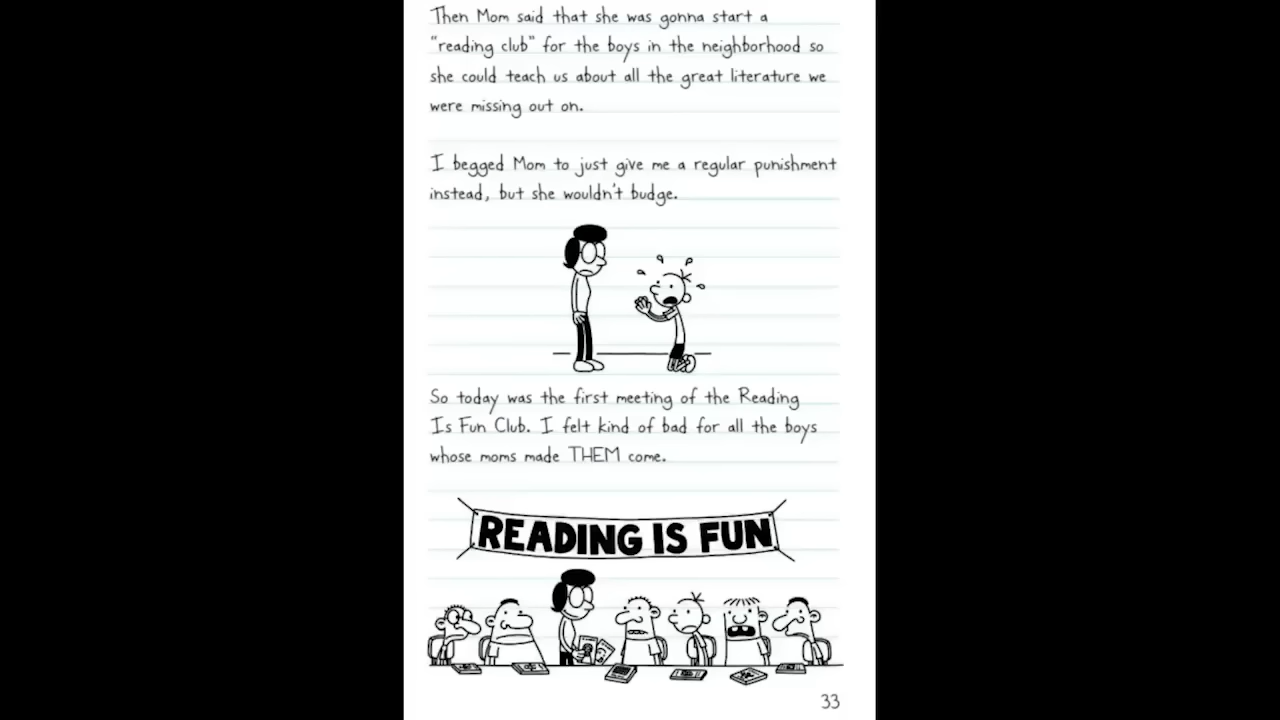 Then Mom said that she was gonna start a
"reading club" for the boys in the neighborhood so
she could teach us about all the great literature we
were missing out on.
I begged Mom to just give me a regular punishment
instead, but she wouldn't budge.
So today was the first meeting of the Reading
Is Fun Club. I felt kind of bad for all the boys
whose moms made THEM come.
READING IS FUN
33